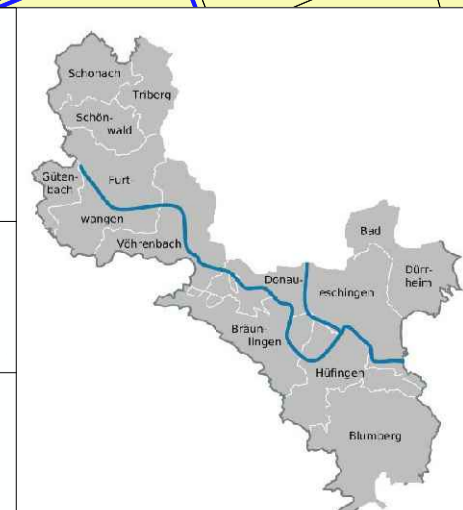 Schonach
Triberg
Schön-
wald
Güten-
bach
Furt-
wangen
Vöhrenbach
Bad
Dürr-
heim
Donau-
eschingen
Bräun-
lingen
Hüfingen
Blumberg